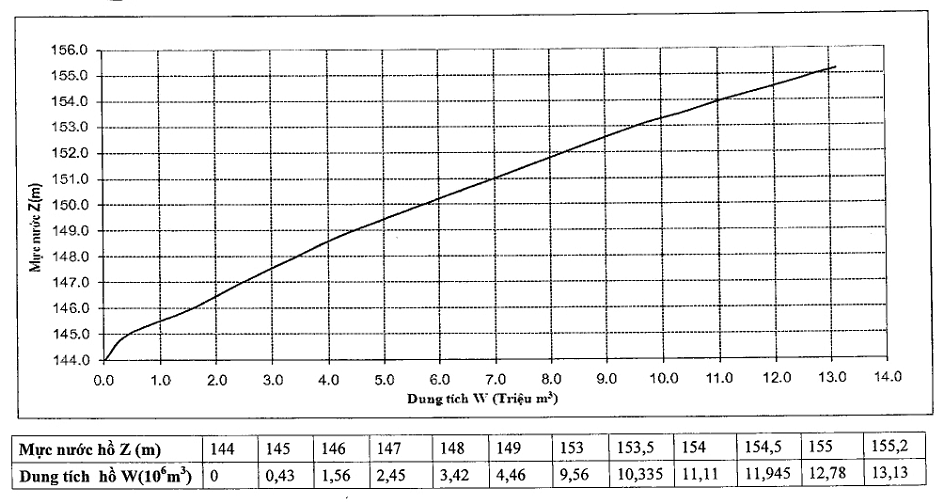 156.0
155.0
154.0
153.0
152.0
151.0
150.0
149.0
148.0
147.0
146.0
145.0
144.0
Mực nước Z(m)
0.0 1.0 2.0 3.0 4.0 5.0 6.0 7.0 8.0 9.0 10.0 11.0 12.0 13.0 14.0
Dung tích W (Triệu m³)
Mực nước hồ Z (m) 144 145 146 147 148 149 153 153,5 154 154,5 155 155,2
Dung tích hồ W(10⁶m³) 0 0,43 1,56 2,45 3,42 4,46 9,56 10,335 11,11 11,945 12,78 13,13